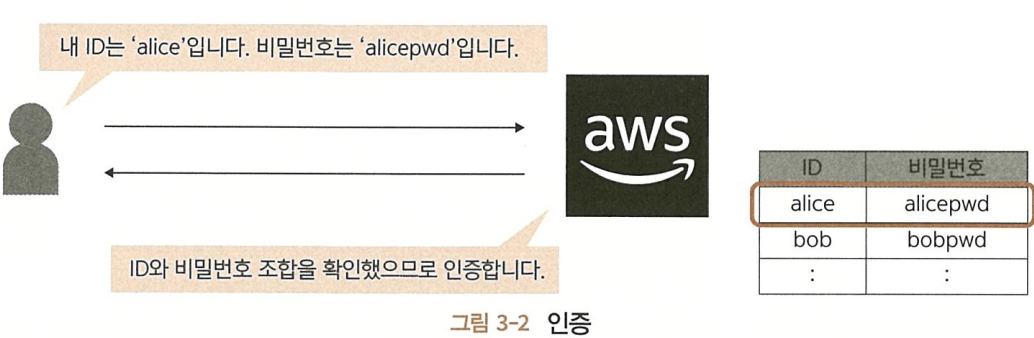 내 ID는 ‘alice’입니다. 비밀번호는 ‘alicepwd’입니다.
aws
ID와 비밀번호 조합을 확인했으므로 인증합니다.
ID 비밀번호
alice alicepwd
bob bobpwd
: :
그림 3-2 인증